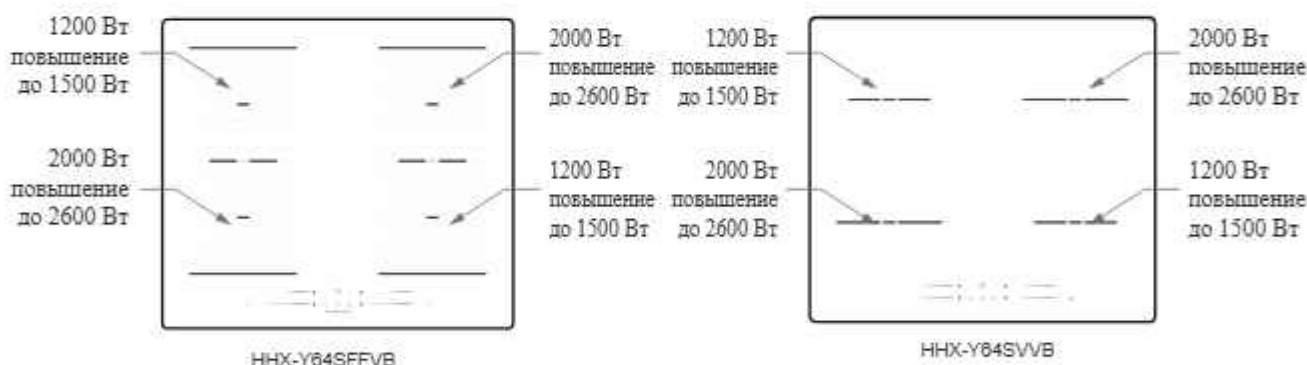 1200 Вт
повышение
до 1500 Вт
2000 Вт
повышение
до 2600 Вт
2000 Вт
повышение
до 2600 Вт
1200 Вт
повышение
до 1500 Вт
HHX-Y64SFFVB
1200 Вт
повышение
до 1500 Вт
2000 Вт
повышение
до 2600 Вт
2000 Вт
повышение
до 2600 Вт
1200 Вт
повышение
до 1500 Вт
HHX-Y64SVVB